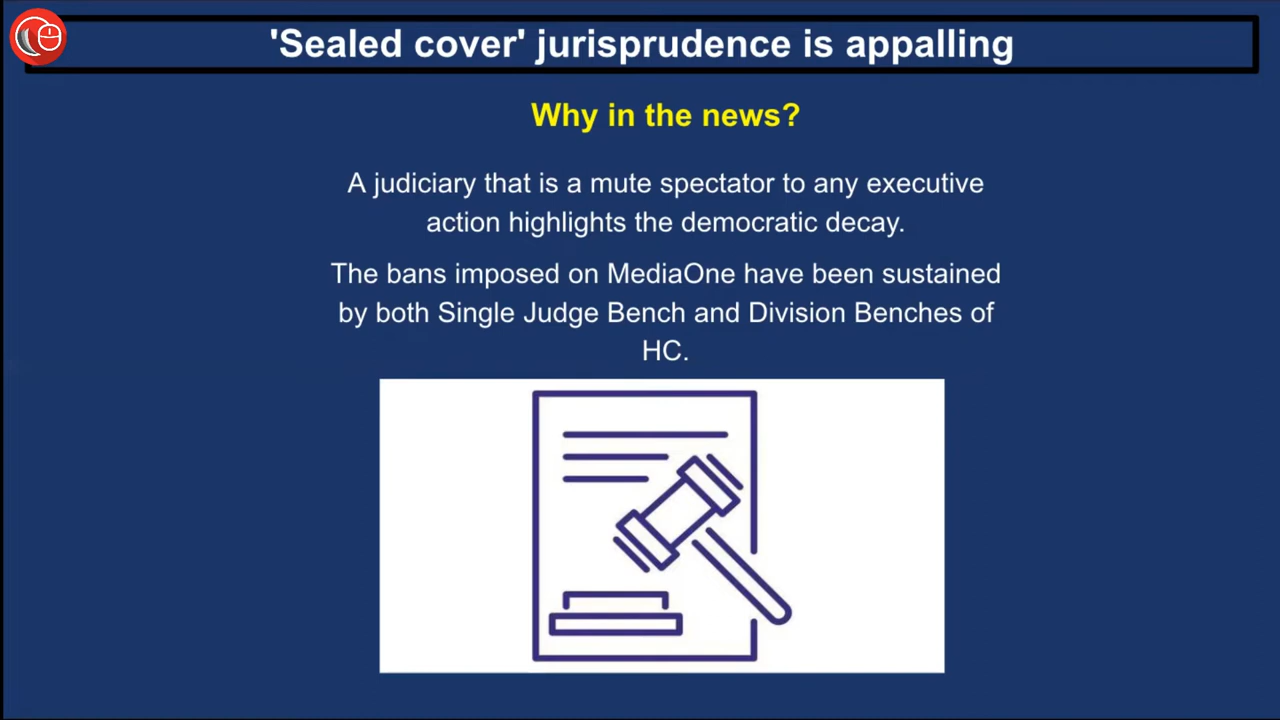 'Sealed cover' jurisprudence is appalling
Why in the news?
A judiciary that is a mute spectator to any executive
action highlights the democratic decay.
The bans imposed on MediaOne have been sustained
by both Single Judge Bench and Division Benches of
HC.